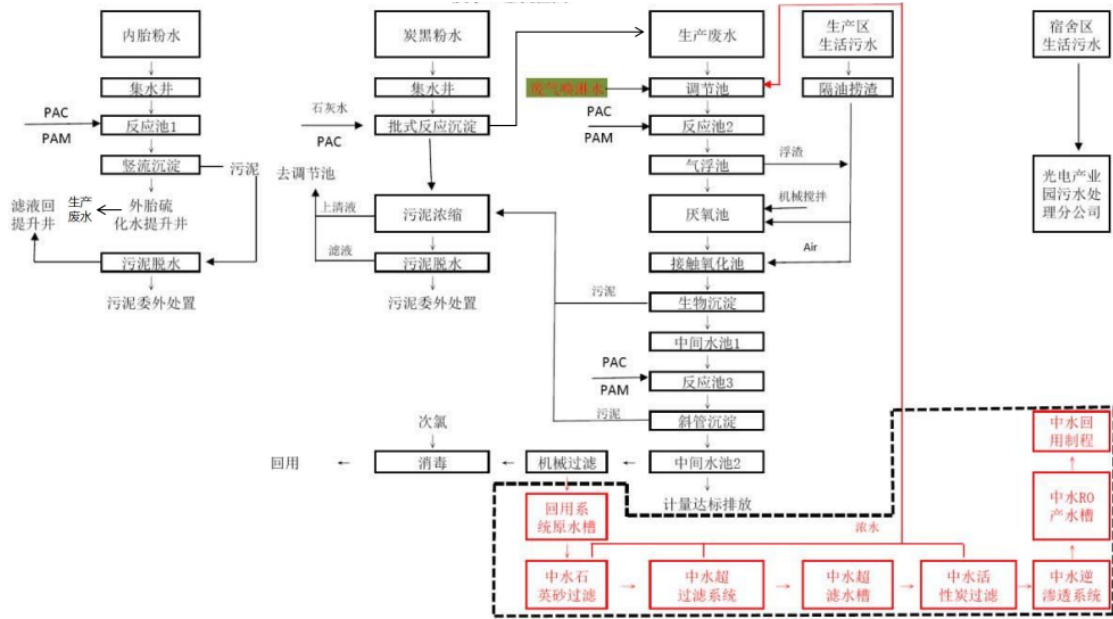 内胎粉水
集水井
PAC
PAM
反应池1
竖流沉淀
污泥
滤液回
提升井
生产
废水
外胎硫
化水提升井
污泥脱水
污泥委外处置
炭黑粉水
集水井
石灰水
PAC
批式反应沉淀
去调节池
上清液
污泥浓缩
滤液
污泥脱水
污泥委外处置
生产废水
废气喷淋水
调节池
PAC
PAM
反应池2
气浮池
浮渣
机械搅拌
厌氧池
Air
接触氧化池
污泥
生物沉淀
中间水池1
PAC
PAM
反应池3
污泥
斜管沉淀
中间水池2
计量达标排放
机械过滤
次氯
消毒
回用
生产区
生活污水
隔油捞渣
宿舍区
生活污水
光电产业
园污水处
理分公司
回用系
统原水槽
浓水
中水石
英砂过滤
中水超
过滤系统
中水超
滤水槽
中水活
性炭过滤
中水逆
渗透系统
中水RO
产水槽
中水回
用制程